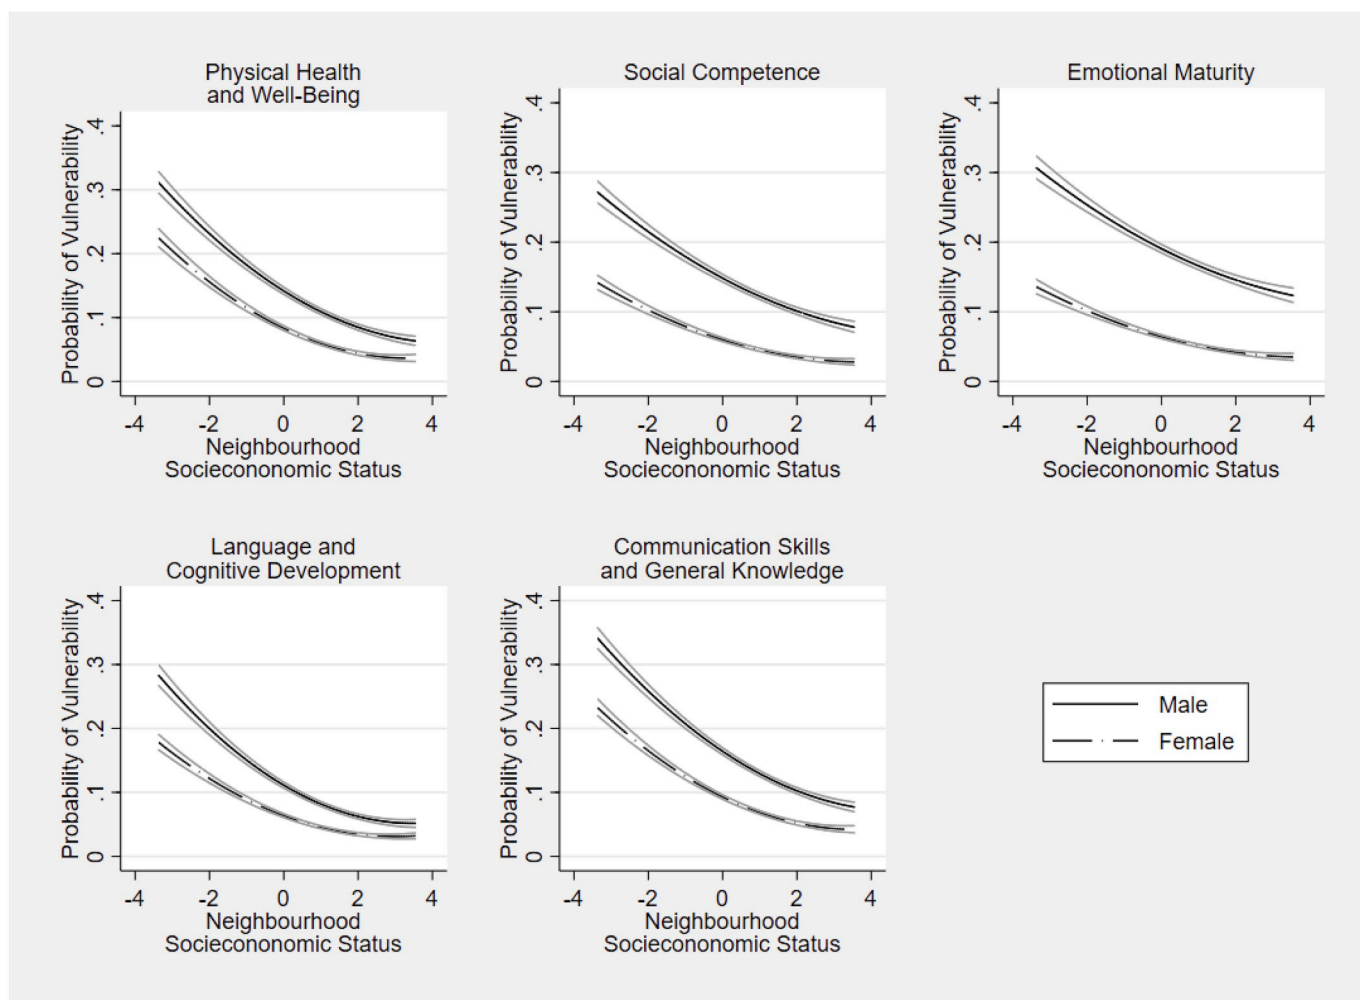 Physical Health
and Well-Being
Probability of Vulnerability
.4
.3
.2
.1
0
-4 -2 0 2 4
Neighbourhood
Sociecononomic Status
Social Competence
Probability of Vulnerability
.4
.3
.2
.1
0
-4 -2 0 2 4
Neighbourhood
Sociecononomic Status
Emotional Maturity
Probability of Vulnerability
.4
.3
.2
.1
0
-4 -2 0 2 4
Neighbourhood
Sociecononomic Status
Language and
Cognitive Development
Probability of Vulnerability
.4
.3
.2
.1
0
-4 -2 0 2 4
Neighbourhood
Sociecononomic Status
Communication Skills
and General Knowledge
Probability of Vulnerability
.4
.3
.2
.1
0
-4 -2 0 2 4
Neighbourhood
Sociecononomic Status
Male
Female